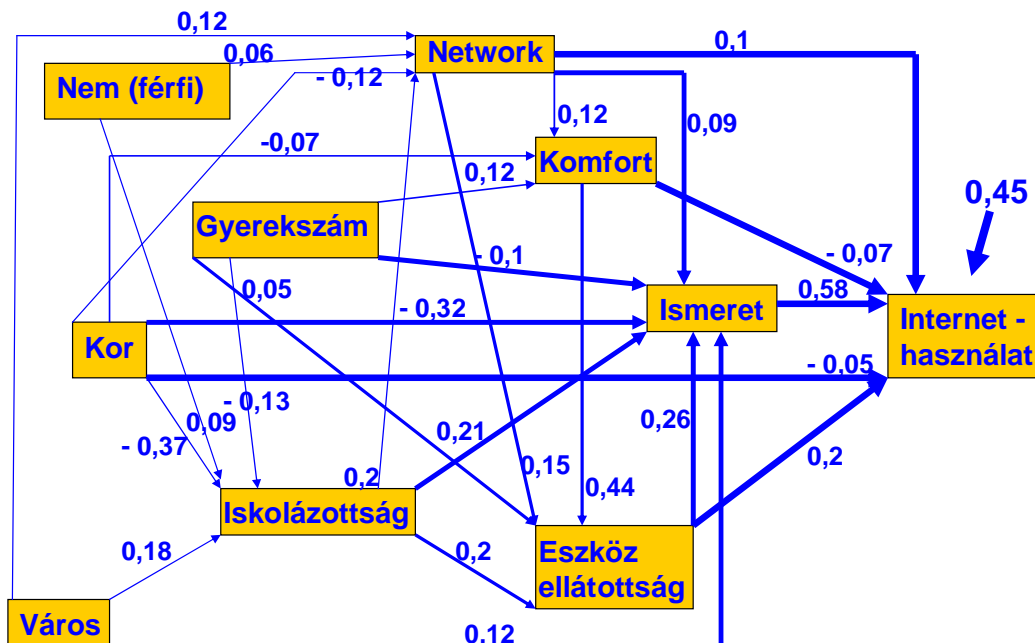 0,12
0,06
Network
0,1
Nem (férfi)
- 0,12
0,12
0,09
-0,07
Komfort
0,12
0,45
Gyerekszám
- 0,1
- 0,07
0,05
- 0,32
Ismeret
0,58
Internet -
használat
Kor
- 0,05
- 0,13
0,09
- 0,37
0,21
0,26
0,2
0,2
0,15
0,44
Iskolázottság
0,18
0,2
Eszköz
ellátottság
Város
0,12